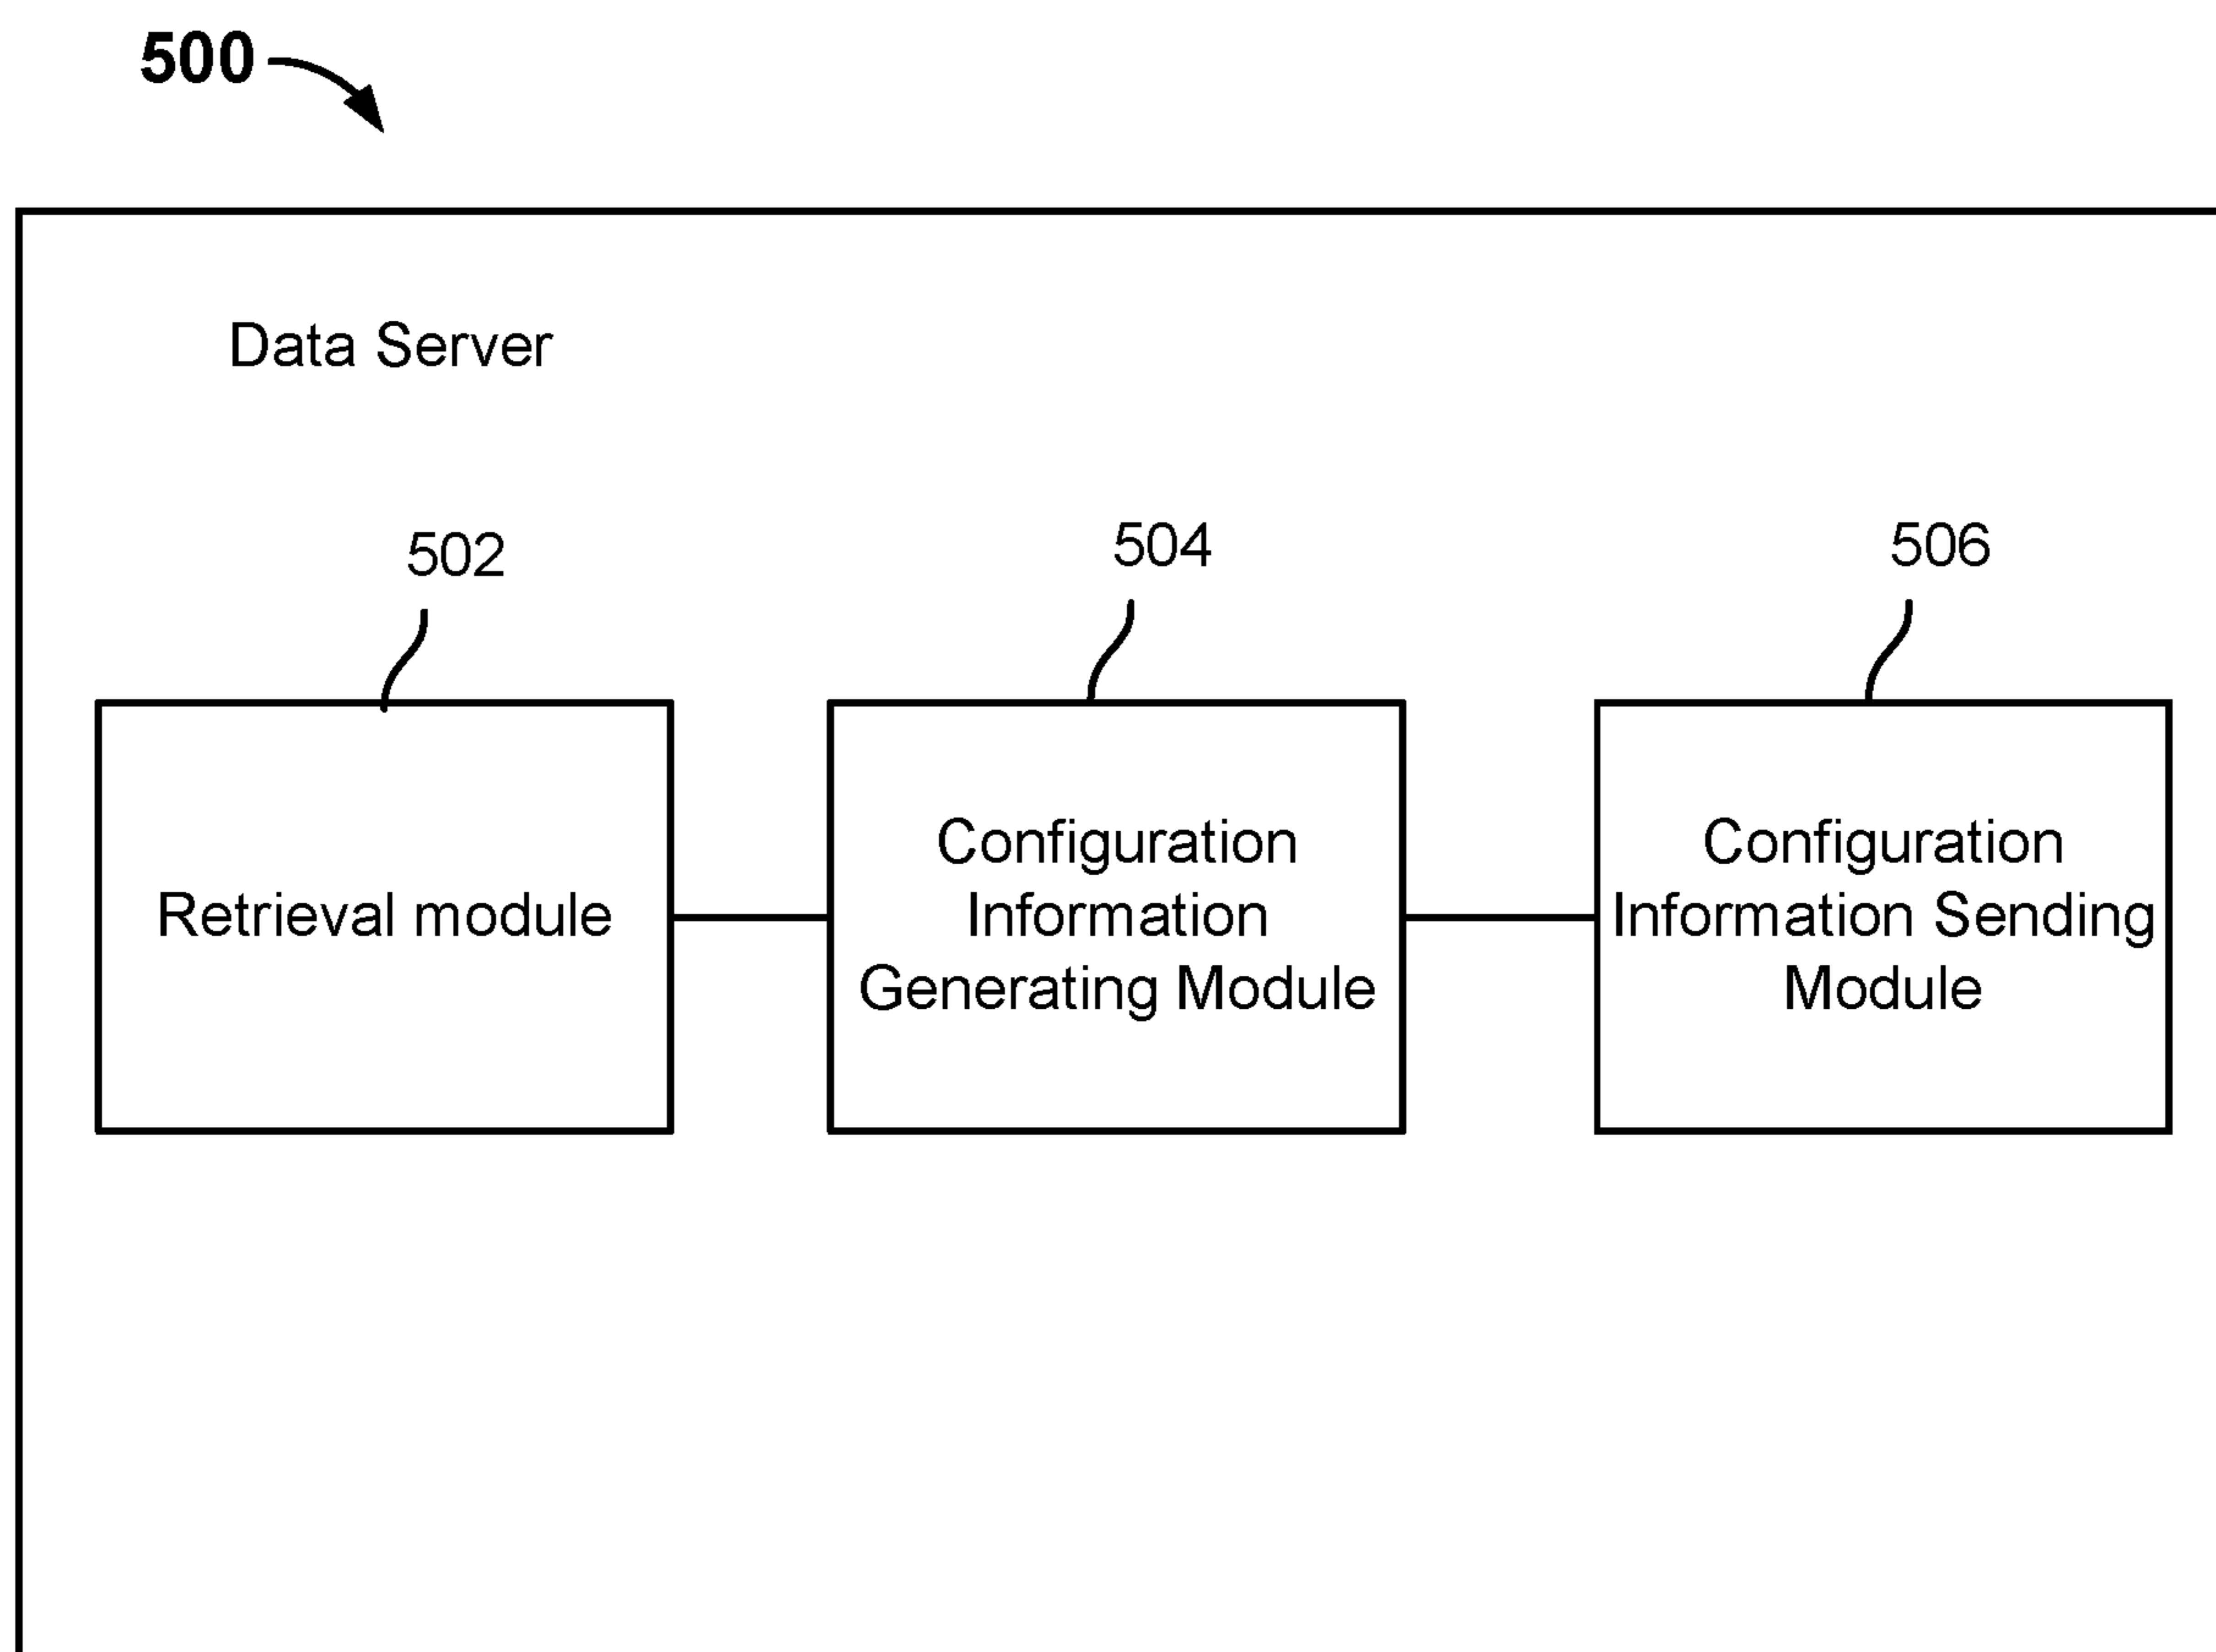 500
Data Server
502
504
506
Retrieval module
Configuration
Information
Generating Module
Configuration
Information Sending
Module